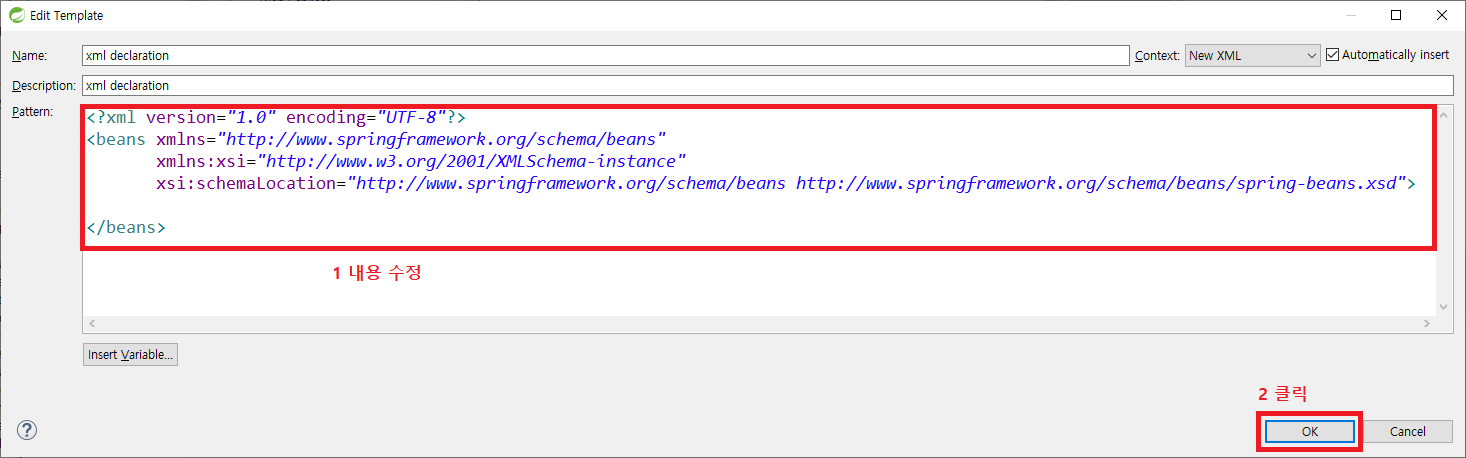 Edit Template
Name: xml declaration Context: New XML Automatically insert
Description: xml declaration
Pattern:
<?xml version="1.0" encoding="UTF-8"?>
<beans xmlns="http://www.springframework.org/schema/beans"
xmlns:xsi="http://www.w3.org/2001/XMLSchema-instance"
xsi:schemaLocation="http://www.springframework.org/schema/beans http://www.springframework.org/schema/beans/spring-beans.xsd">
</beans>
1 내용 수정
Insert Variable...
2 클릭
OK Cancel